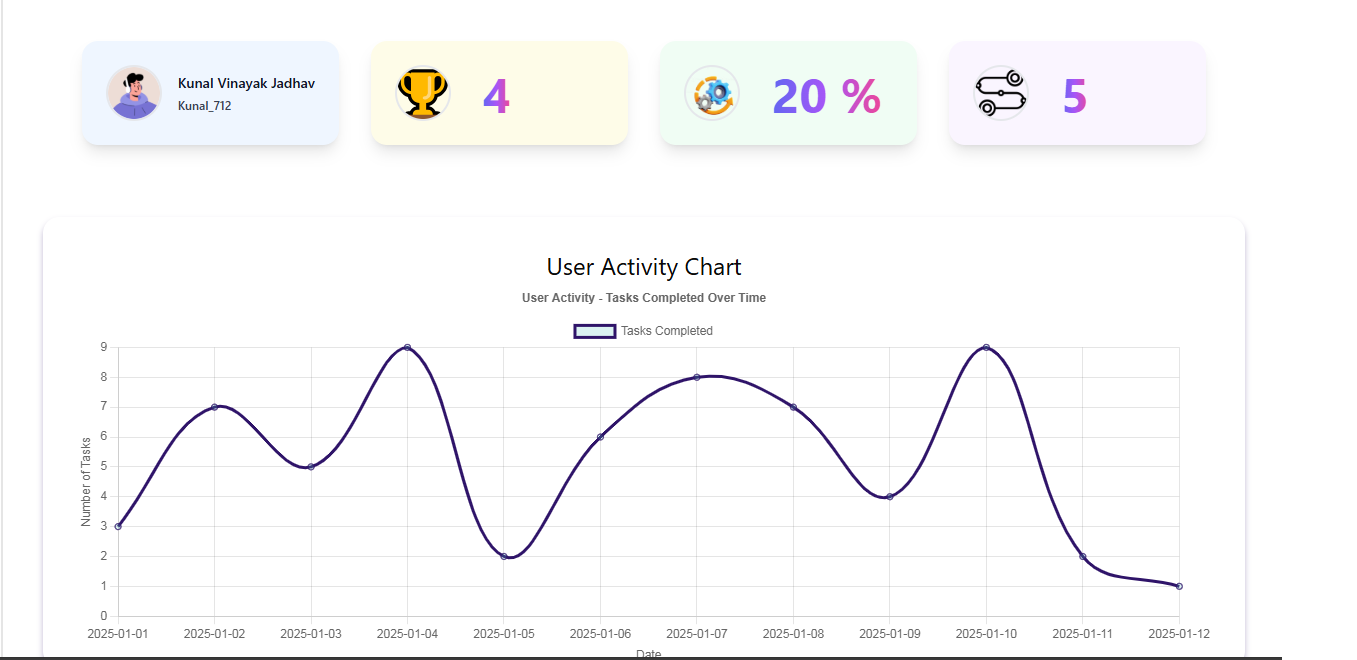 Kunal Vinayak Jadhav
Kunal_712
4
20 %
5
User Activity Chart
User Activity - Tasks Completed Over Time
Tasks Completed
Number of Tasks
9
8
7
6
5
4
3
2
1
0
2025-01-01 2025-01-02 2025-01-03 2025-01-04 2025-01-05 2025-01-06 2025-01-07 2025-01-08 2025-01-09 2025-01-10 2025-01-11 2025-01-12
Date